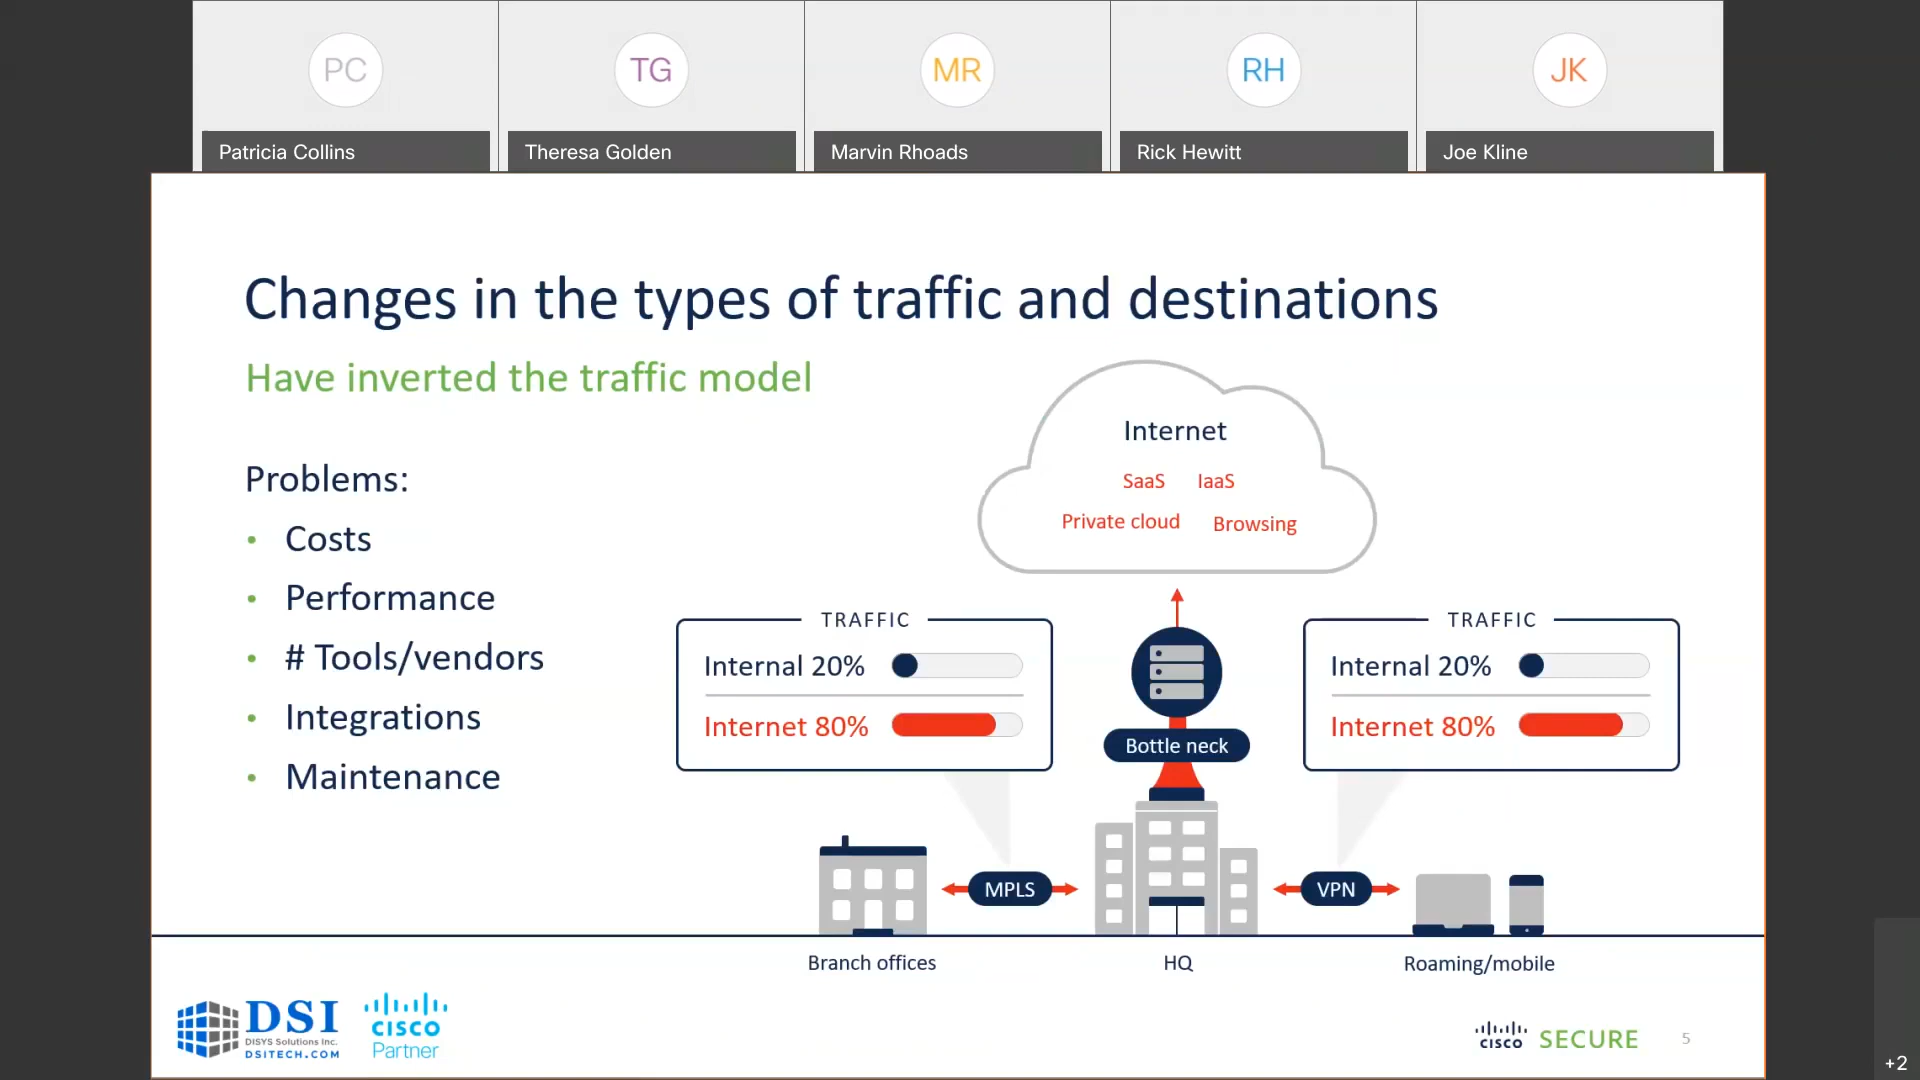 PC
TG
MR
RH
JK
Patricia Collins
Theresa Golden
Marvin Rhoads
Rick Hewitt
Joe Kline
Changes in the types of traffic and destinations
Have inverted the traffic model
Problems:
• Costs
• Performance
• # Tools/vendors
• Integrations
• Maintenance
Internet
SaaS IaaS
Private cloud Browsing
TRAFFIC
Internal 20%
Internet 80%
Bottle neck
TRAFFIC
Internal 20%
Internet 80%
MPLS
VPN
Branch offices
HQ
Roaming/mobile
DSI
DISYS Solutions Inc.
DSITECH.COM
CISCO
Partner
CISCO SECURE
5
+2